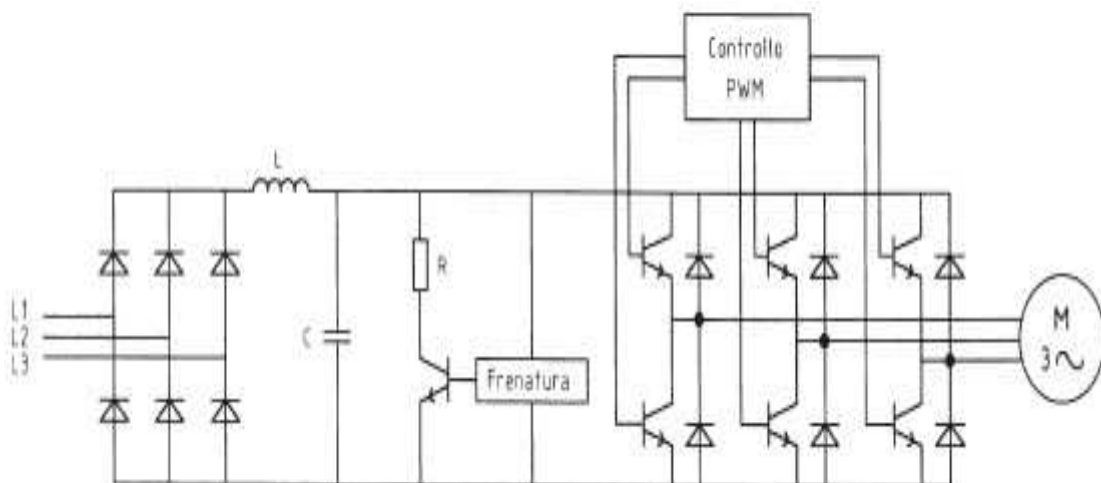 Controllo
PWM
L
R
L1
L2
L3
C
Frenatura
M
3~